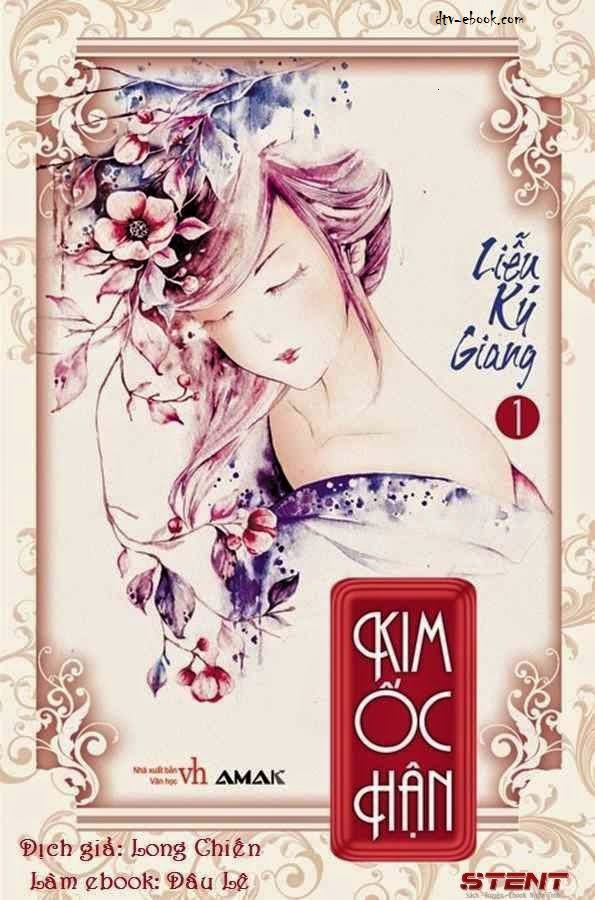 dtv-ebook.com
Liễu
Ký
Giang
1
KIM
ỐC
HẬN
Nhà xuất bản
Văn học
vh AMAK
Dịch giả: Long Chiến
Làm ebook: Đâu Lê
STENT